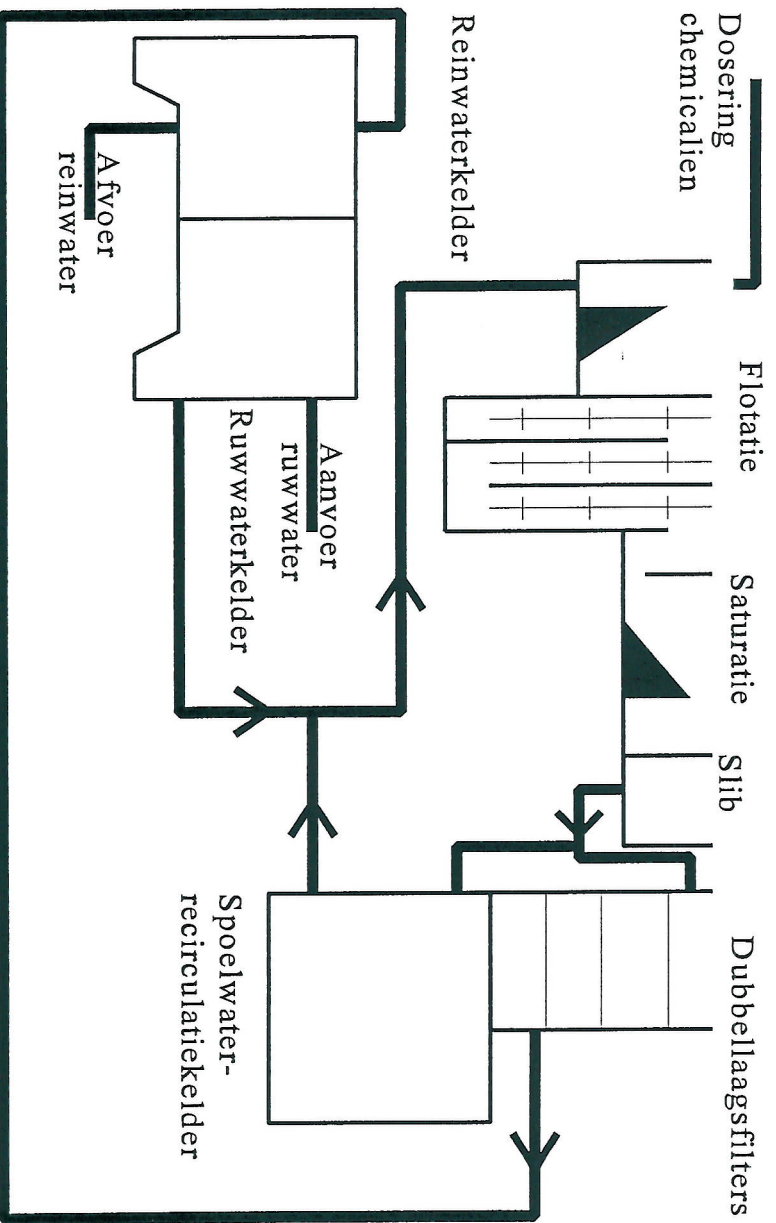 Dosering
chemicalien
Flotatie
Saturatie
Slib
Dubbellaagsfilters
Reinwaterkelder
Aanvoer
ruwwater
Ruwwaterkelder
Spoelwater-
recirculatiekelder
Afvoer
reinwater